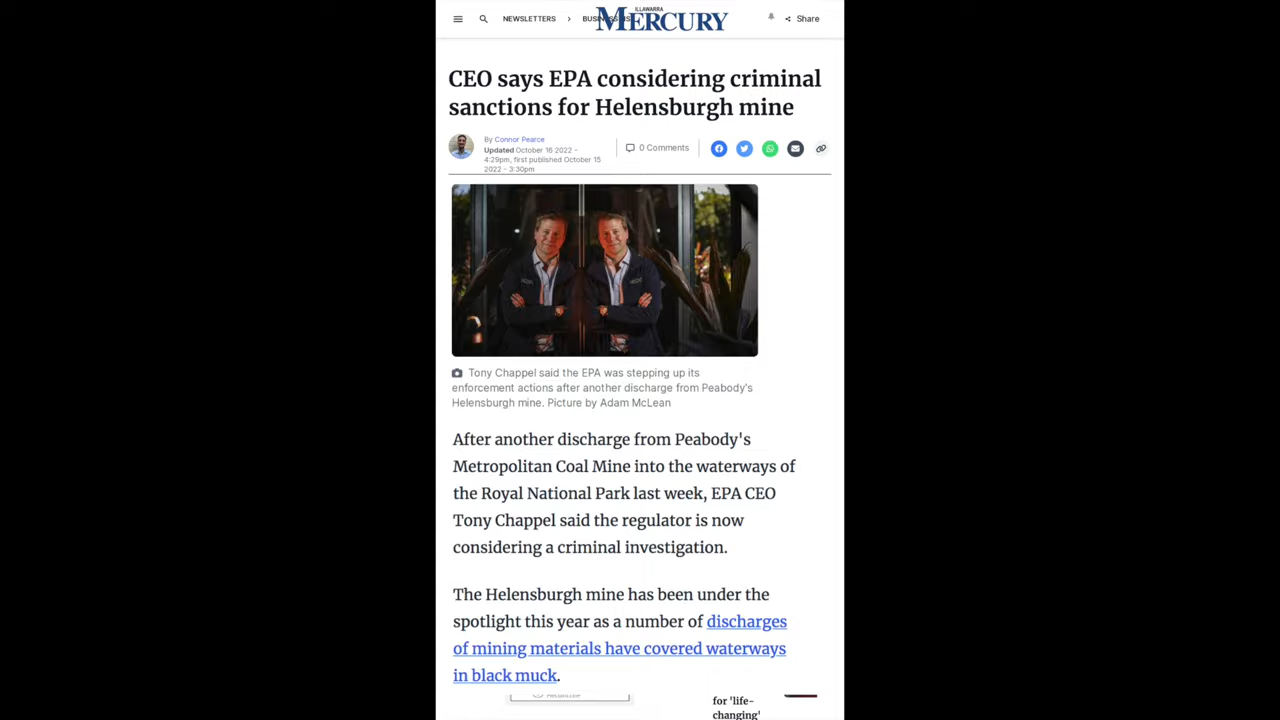 ILLAWARRA
NEWSLETTERS > MERCURY
Share
CEO says EPA considering criminal
sanctions for Helensburgh mine
By Connor Pearce
Updated October 16 2022 -
4:29pm, first published October 15
2022 - 3:30pm
0 Comments
Tony Chappel said the EPA was stepping up its
enforcement actions after another discharge from Peabody's
Helensburgh mine. Picture by Adam McLean
After another discharge from Peabody's
Metropolitan Coal Mine into the waterways of
the Royal National Park last week, EPA CEO
Tony Chappel said the regulator is now
considering a criminal investigation.
The Helensburgh mine has been under the
spotlight this year as a number of discharges
of mining materials have covered waterways
in black muck.
for 'life-
changing'